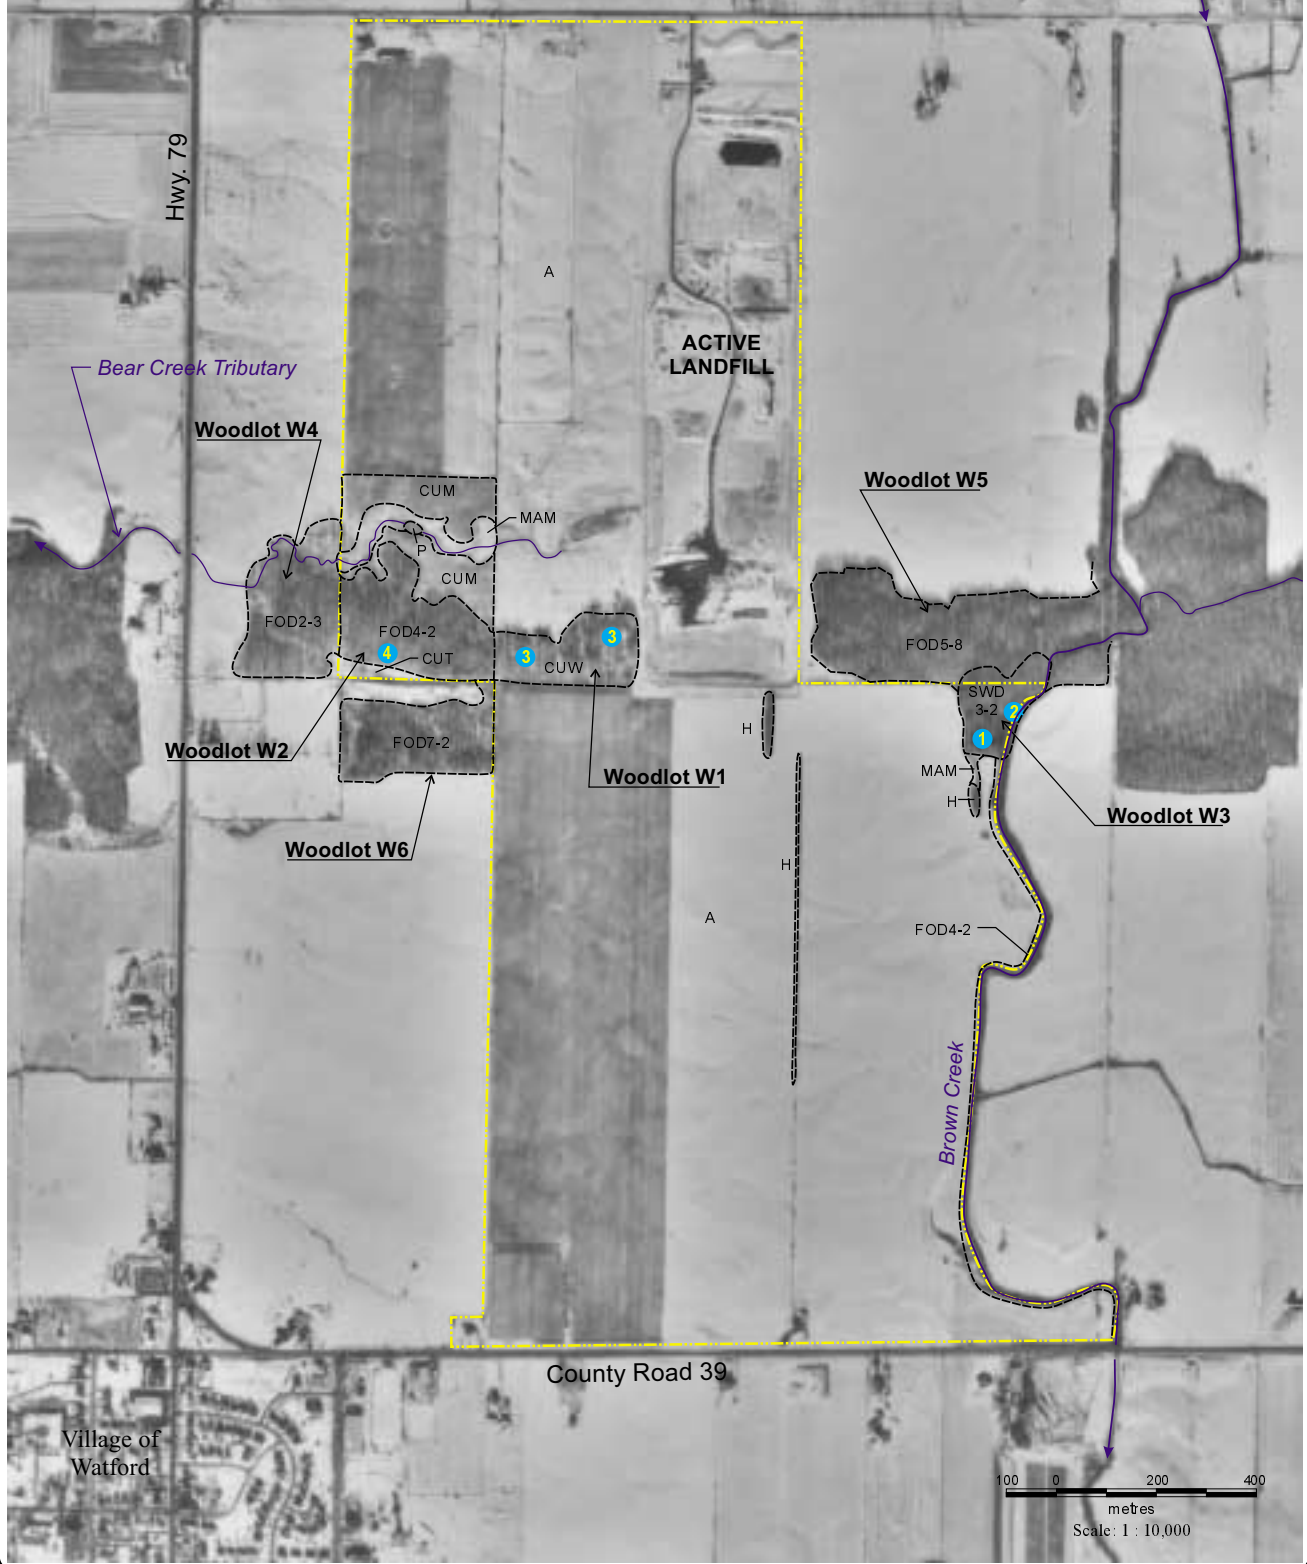 Hwy. 79
A
ACTIVE
LANDFILL
Bear Creek Tributary
Woodlot W4
Woodlot W5
CUM
MAM
P
CUM
FOD2-3
FOD4-2
3
3
4
CUT
CUW
FOD5-8
SWD
3-2
2
1
H
FOD7-2
Woodlot W2
Woodlot W1
MAM
H
Woodlot W3
Woodlot W6
H
A
FOD4-2
Brown Creek
County Road 39
Village of
Watford
100 0 200 400
metres
Scale: 1 : 10,000